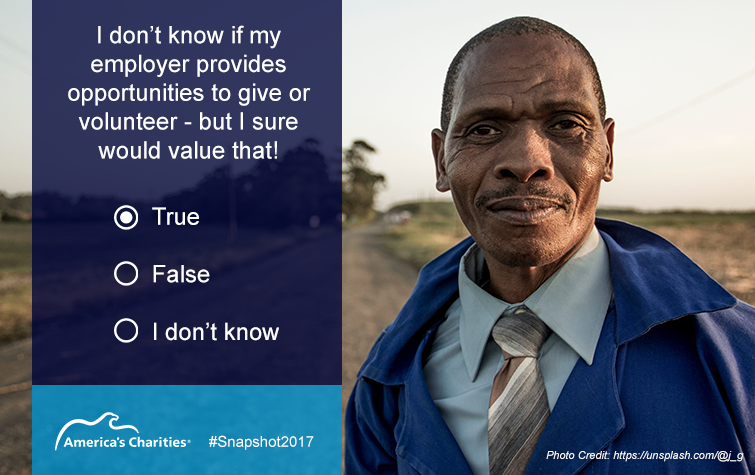 I don’t know if my
employer provides
opportunities to give or
volunteer - but I sure
would value that!
True
False
I don’t know
America's Charities®
#Snapshot2017
Photo Credit: https://unsplash.com/@j_g